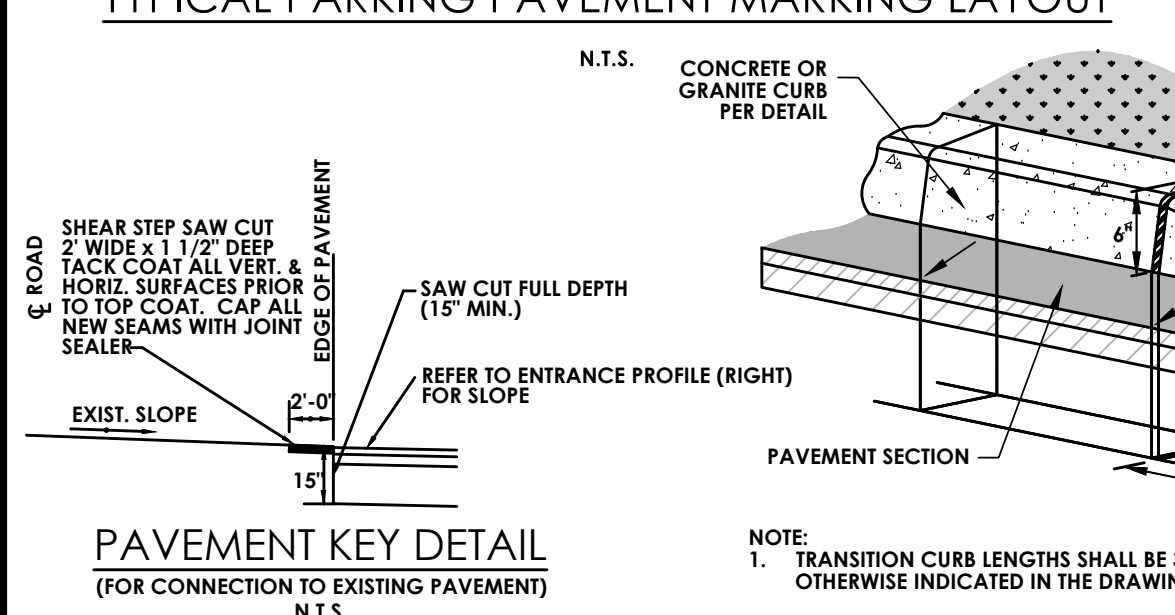 TYPICAL PARKING PAVEMENT MARKING LAYOUT
N.T.S.
CONCRETE OR
GRANITE CURB
PER DETAIL
6"
PAVEMENT SECTION
NOTE:
1. TRANSITION CURB LENGTHS SHALL BE
OTHERWISE INDICATED IN THE
℄ ROAD
SHEAR STEP SAW CUT
2' WIDE x 1 1/2" DEEP
TACK COAT ALL VERT. &
HORIZ. SURFACES PRIOR
TO TOP COAT. CAP ALL
NEW SEAMS WITH JOINT
SEALER
EDGE OF PAVEMENT
SAW CUT FULL DEPTH
(15" MIN.)
REFER TO ENTRANCE PROFILE (RIGHT)
FOR SLOPE
2'-0"
EXIST. SLOPE
15"
PAVEMENT KEY DETAIL
(FOR CONNECTION TO EXISTING PAVEMENT)
N.T.S.